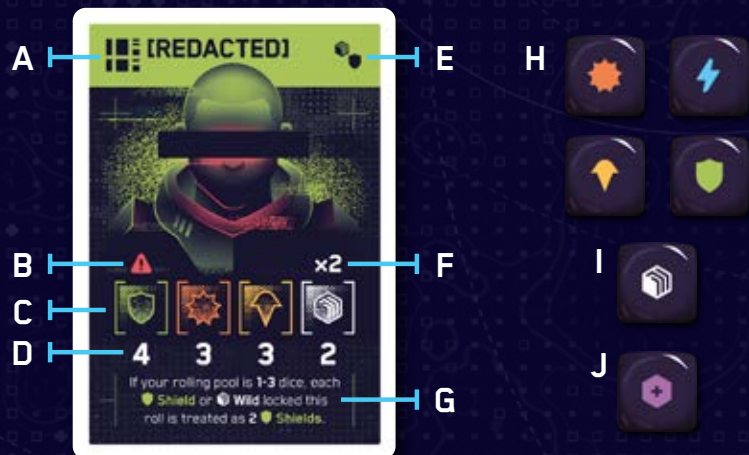 A [REDACTED] E H
B x2 F I
C
D 4 3 3 2 J
If your rolling pool is 1-3 dice, each
Shield or Wild locked this
roll is treated as 2 Shields.
G